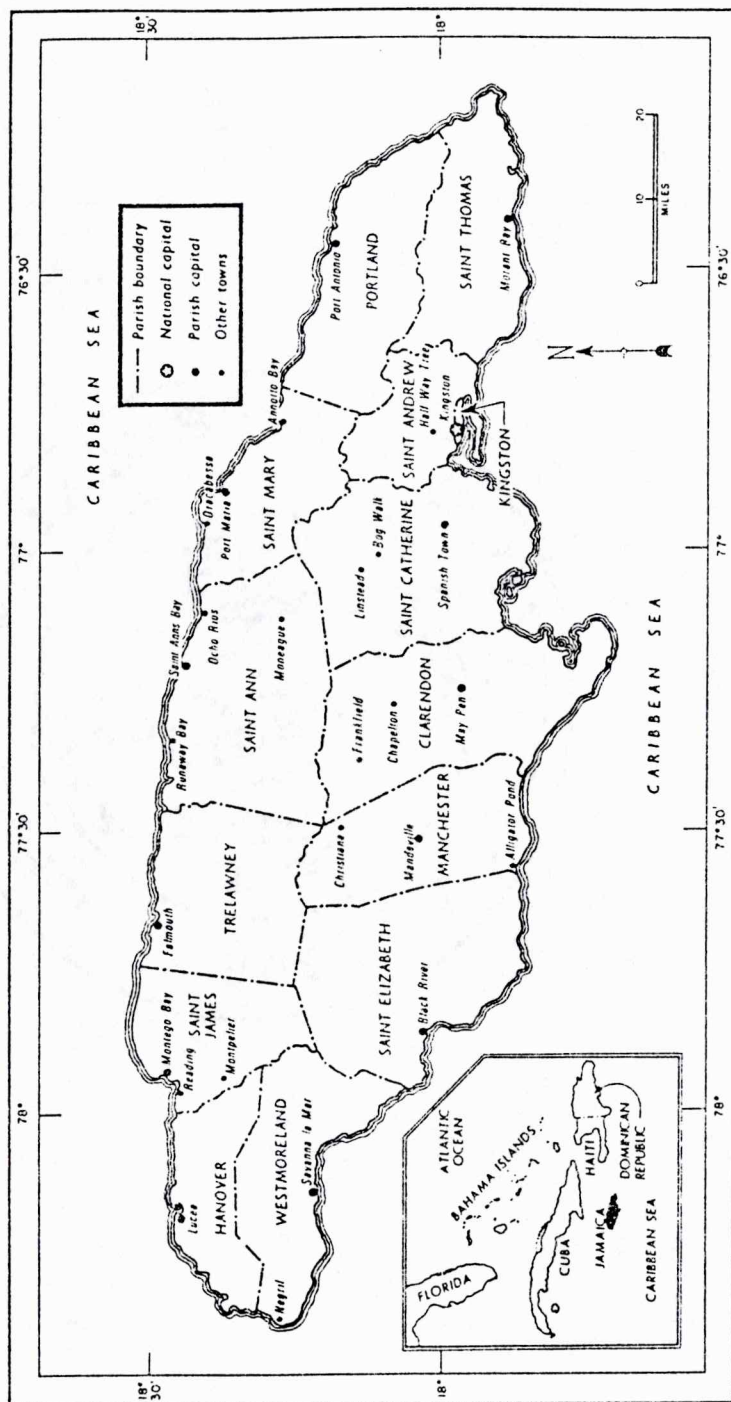 18° 30'
18°
76°30'
77°
77°30'
78°
CARIBBEAN SEA
Parish boundary
National capital
Parish capital
Other towns
Negril
Lucea
HANOVER
WESTMORELAND
Savanna la Mar
Montego Bay
Reading
SAINT JAMES
Montpelier
Falmouth
TRELAWNEY
SAINT ELIZABETH
Black River
Runaway Bay
Saint Anns Bay
Ocho Rios
SAINT ANN
Moneague
Christiana
Mandeville
MANCHESTER
Alligator Pond
Frankfield
Chapelton
CLARENDON
May Pen
Oracabessa
Port Maria
SAINT MARY
Annotto Bay
Linstead
Bog Walk
SAINT CATHERINE
Spanish Town
SAINT ANDREW
Half Way Tree
Kingston
KINGSTON
Port Antonio
PORTLAND
SAINT THOMAS
Morant Bay
N
0 10 20
MILES
CARIBBEAN SEA
FLORIDA
ATLANTIC
OCEAN
BAHAMA ISLANDS
CUBA
HAITI
DOMINICAN
REPUBLIC
JAMAICA
CARIBBEAN SEA
18° 30'
18°
76°30'
77°
77°30'
78°